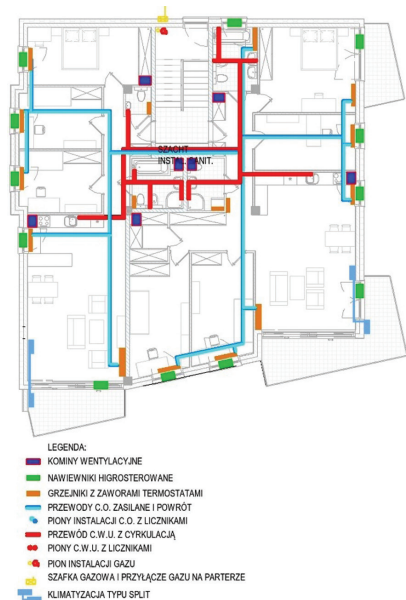 SZACHT
INSTAL. SANIT.
LEGENDA:
KOMINY WENTYLACYJNE
NAWIEWNIKI HIGROSTEROWANE
GRZEJNIKI Z ZAWORAMI TERMOSTATAMI
PRZEWODY C.O. ZASILANE I POWRÓT
PIONY INSTALACJI C.O. Z LICZNIKAMI
PRZEWÓD C.W.U. Z CYRKULACJĄ
PIONY C.W.U. Z LICZNIKAMI
PION INSTALACJI GAZU
SZAFKA GAZOWA I PRZYŁĄCZE GAZU NA PARTERZE
KLIMATYZACJA TYPU SPLIT